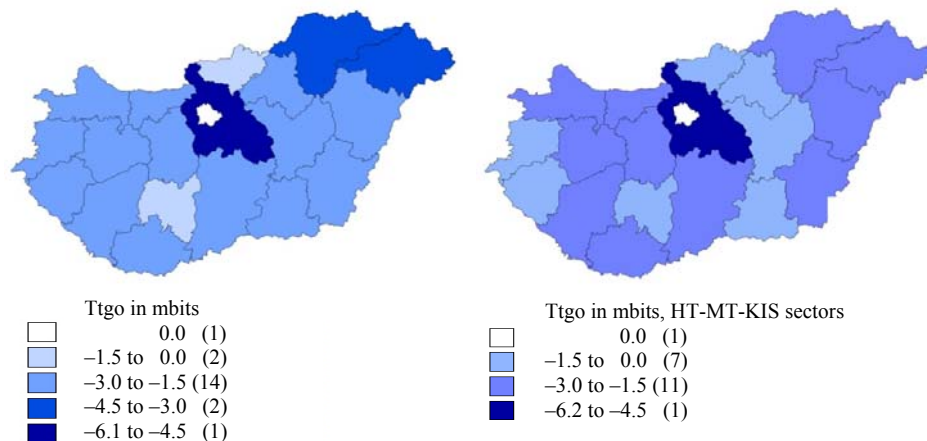 Ttgo in mbits
0.0 (1)
–1.5 to 0.0 (2)
–3.0 to –1.5 (14)
–4.5 to –3.0 (2)
–6.1 to –4.5 (1)
Ttgo in mbits, HT-MT-KIS sectors
0.0 (1)
–1.5 to 0.0 (7)
–3.0 to –1.5 (11)
–6.2 to –4.5 (1)